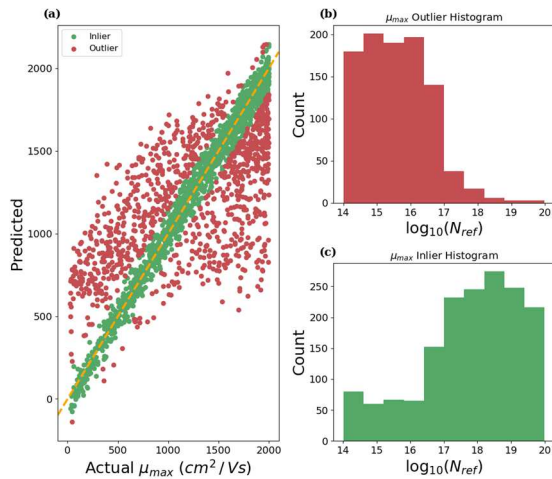 (a)
Inlier
Outlier
2000
1500
1000
500
0
Predicted
0 500 1000 1500 2000
Actual μmax (cm²/Vs)
(b)
μmax Outlier Histogram
200
150
100
50
0
Count
14 15 16 17 18 19 20
log10(Nref)
(c)
μmax Inlier Histogram
250
200
150
100
50
0
Count
14 15 16 17 18 19 20
log10(Nref)